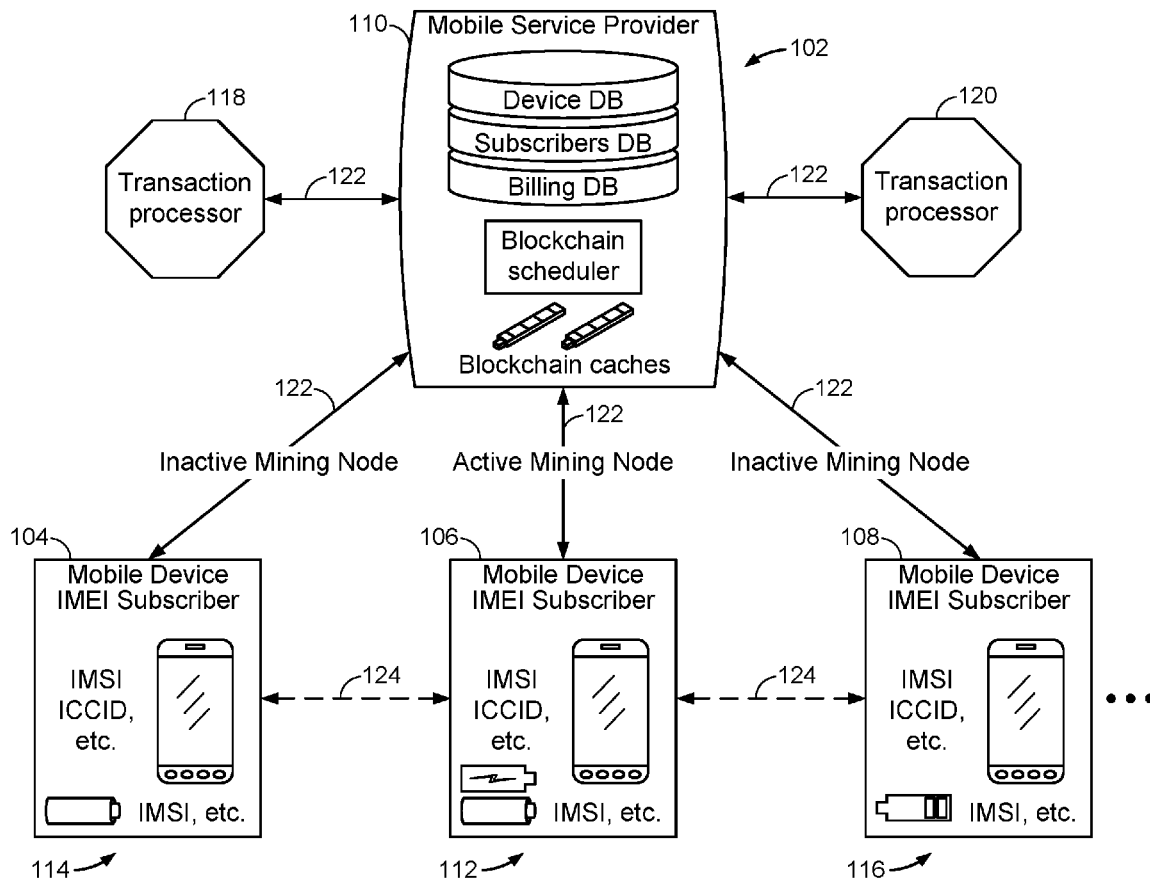 110
Mobile Service Provider
102
Device DB
Subscribers DB
Billing DB
118
Transaction
processor
122
120
Transaction
processor
122
Blockchain
scheduler
Blockchain caches
122
122
122
Inactive Mining Node
Active Mining Node
Inactive Mining Node
104
Mobile Device
IMEI Subscriber
IMSI
ICCID,
etc.
IMSI, etc.
114
124
106
Mobile Device
IMEI Subscriber
IMSI
ICCID,
etc.
IMSI, etc.
112
124
108
Mobile Device
IMEI Subscriber
IMSI
ICCID,
etc.
IMSI, etc.
116